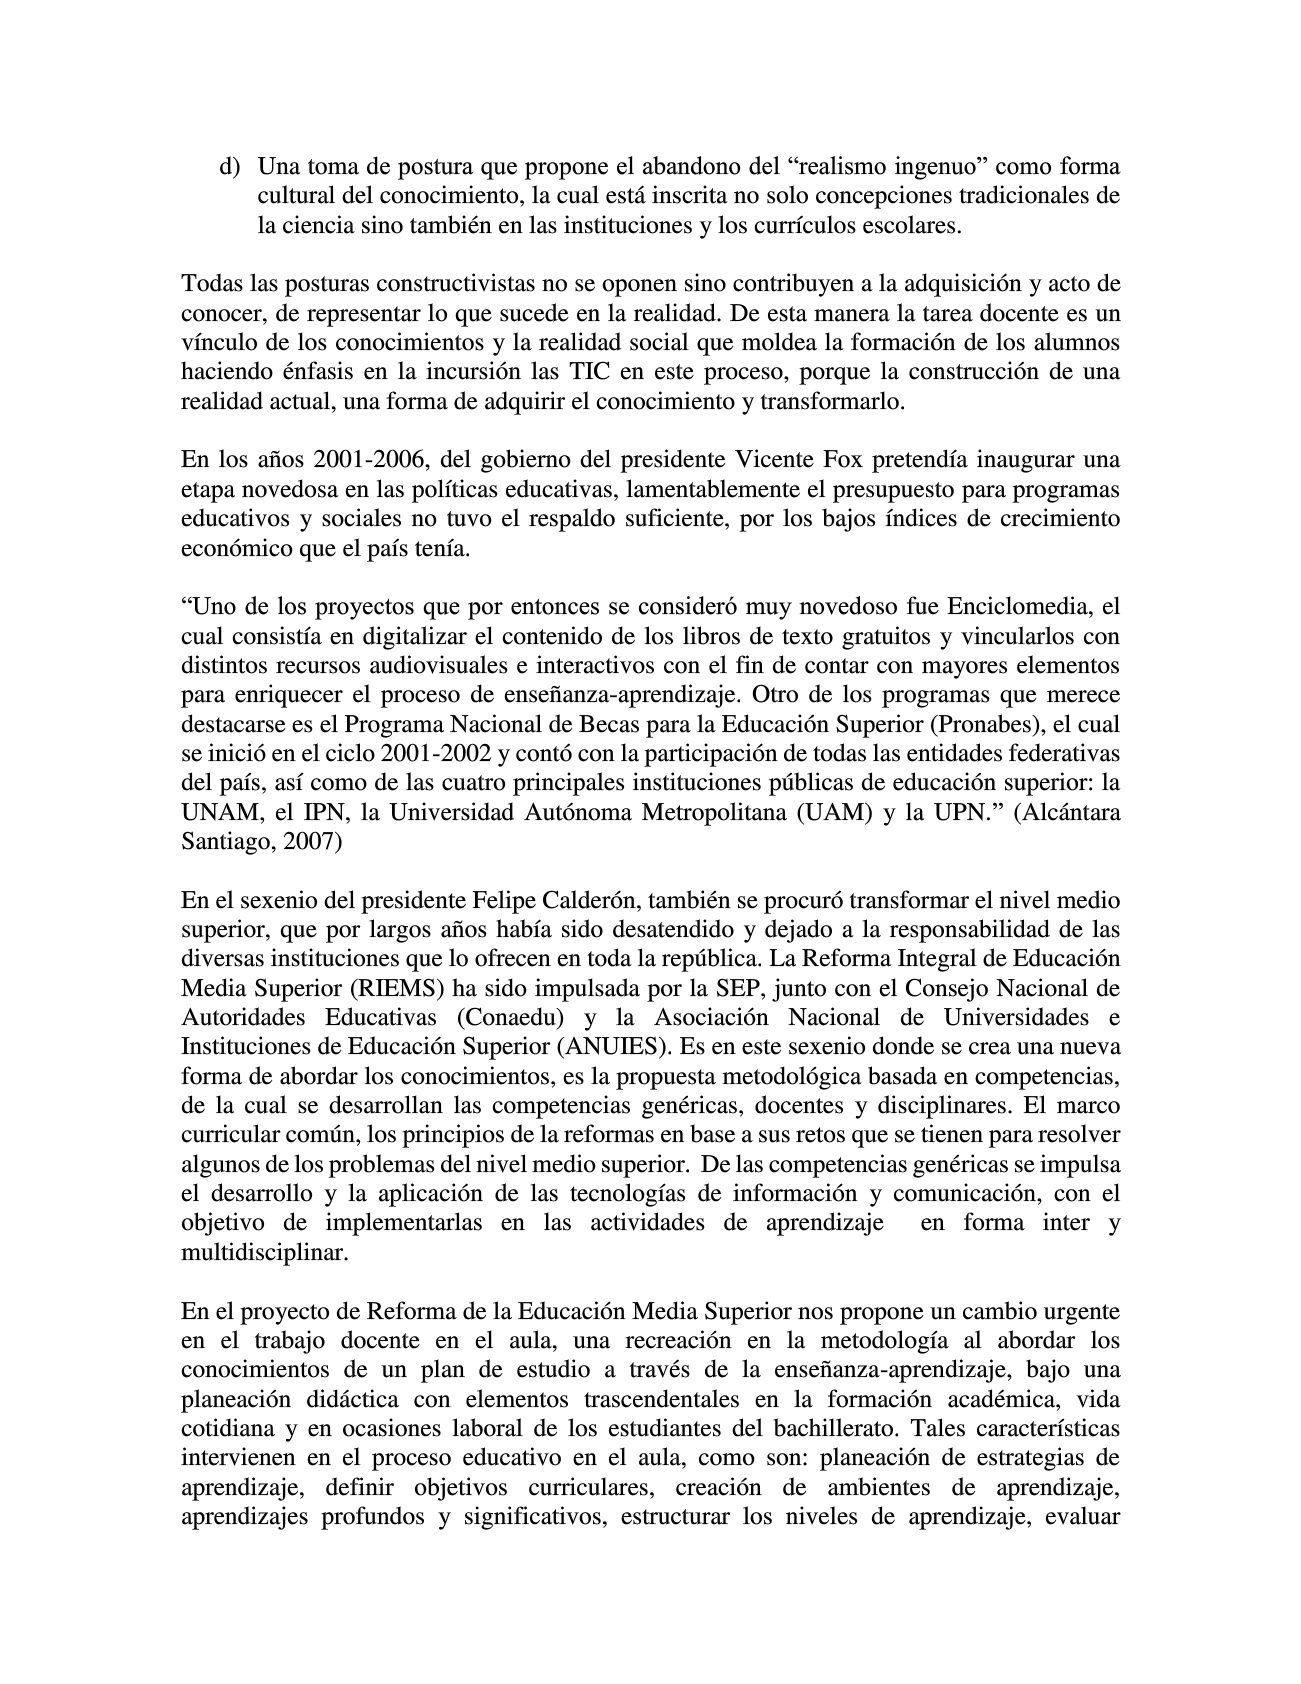 d) Una toma de postura que propone el abandono del “realismo ingenuo” como forma
cultural del conocimiento, la cual está inscrita no solo concepciones tradicionales de
la ciencia sino también en las instituciones y los currículos escolares.
Todas las posturas constructivistas no se oponen sino contribuyen a la adquisición y acto de
conocer, de representar lo que sucede en la realidad. De esta manera la tarea docente es un
vínculo de los conocimientos y la realidad social que moldea la formación de los alumnos
haciendo énfasis en la incursión las TIC en este proceso, porque la construcción de una
realidad actual, una forma de adquirir el conocimiento y transformarlo.
En los años 2001-2006, del gobierno del presidente Vicente Fox pretendía inaugurar una
etapa novedosa en las políticas educativas, lamentablemente el presupuesto para programas
educativos y sociales no tuvo el respaldo suficiente, por los bajos índices de crecimiento
económico que el país tenía.
“Uno de los proyectos que por entonces se consideró muy novedoso fue Enciclomedia, el
cual consistía en digitalizar el contenido de los libros de texto gratuitos y vincularlos con
distintos recursos audiovisuales e interactivos con el fin de contar con mayores elementos
para enriquecer el proceso de enseñanza-aprendizaje. Otro de los programas que merece
destacarse es el Programa Nacional de Becas para la Educación Superior (Pronabes), el cual
se inició en el ciclo 2001-2002 y contó con la participación de todas las entidades federativas
del país, así como de las cuatro principales instituciones públicas de educación superior: la
UNAM, el IPN, la Universidad Autónoma Metropolitana (UAM) y la UPN.” (Alcántara
Santiago, 2007)
En el sexenio del presidente Felipe Calderón, también se procuró transformar el nivel medio
superior, que por largos años había sido desatendido y dejado a la responsabilidad de las
diversas instituciones que lo ofrecen en toda la república. La Reforma Integral de Educación
Media Superior (RIEMS) ha sido impulsada por la SEP, junto con el Consejo Nacional de
Autoridades Educativas (Conaedu) y la Asociación Nacional de Universidades e
Instituciones de Educación Superior (ANUIES). Es en este sexenio donde se crea una nueva
forma de abordar los conocimientos, es la propuesta metodológica basada en competencias,
de la cual se desarrollan las competencias genéricas, docentes y disciplinares. El marco
curricular común, los principios de la reformas en base a sus retos que se tienen para resolver
algunos de los problemas del nivel medio superior. De las competencias genéricas se impulsa
el desarrollo y la aplicación de las tecnologías de información y comunicación, con el
objetivo de implementarlas en las actividades de aprendizaje en forma inter y
multidisciplinar.
En el proyecto de Reforma de la Educación Media Superior nos propone un cambio urgente
en el trabajo docente en el aula, una recreación en la metodología al abordar los
conocimientos de un plan de estudio a través de la enseñanza-aprendizaje, bajo una
planeación didáctica con elementos trascendentales en la formación académica, vida
cotidiana y en ocasiones laboral de los estudiantes del bachillerato. Tales características
intervienen en el proceso educativo en el aula, como son: planeación de estrategias de
aprendizaje, definir objetivos curriculares, creación de ambientes de aprendizaje,
aprendizajes profundos y significativos, estructurar los niveles de aprendizaje, evaluar